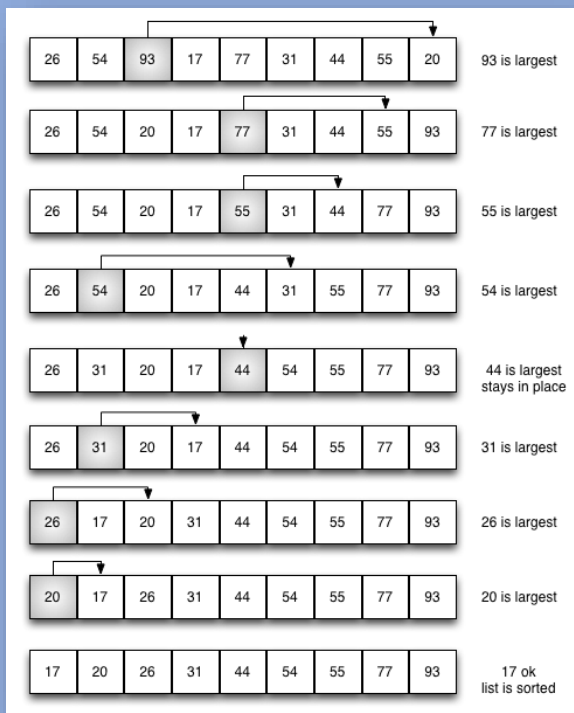 26 54 93 17 77 31 44 55 20 93 is largest
26 54 20 17 77 31 44 55 93 77 is largest
26 54 20 17 55 31 44 77 93 55 is largest
26 54 20 17 44 31 55 77 93 54 is largest
26 31 20 17 44 54 55 77 93 44 is largest
stays in place
26 31 20 17 44 54 55 77 93 31 is largest
26 17 20 31 44 54 55 77 93 26 is largest
20 17 26 31 44 54 55 77 93 20 is largest
17 20 26 31 44 54 55 77 93 17 ok
list is sorted